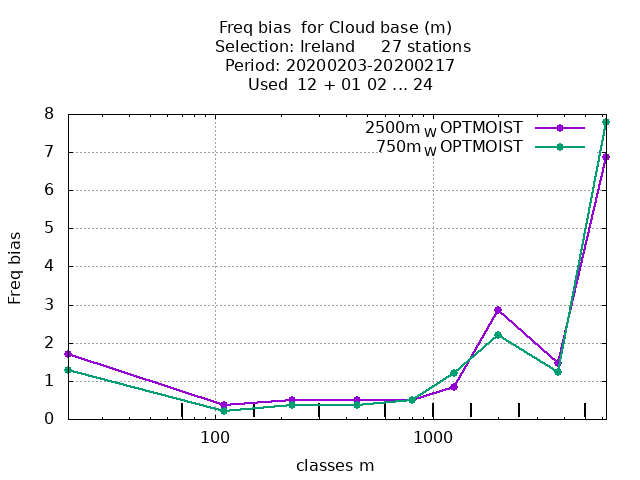 Freq bias  for Cloud base (m)
Selection: Ireland     27 stations
Period: 20200203-20200217
Used  12 + 01 02 ... 24
2500m W OPTMOIST
750m W OPTMOIST
8
7
6
5
4
3
2
1
0
Freq bias
100 1000
classes m